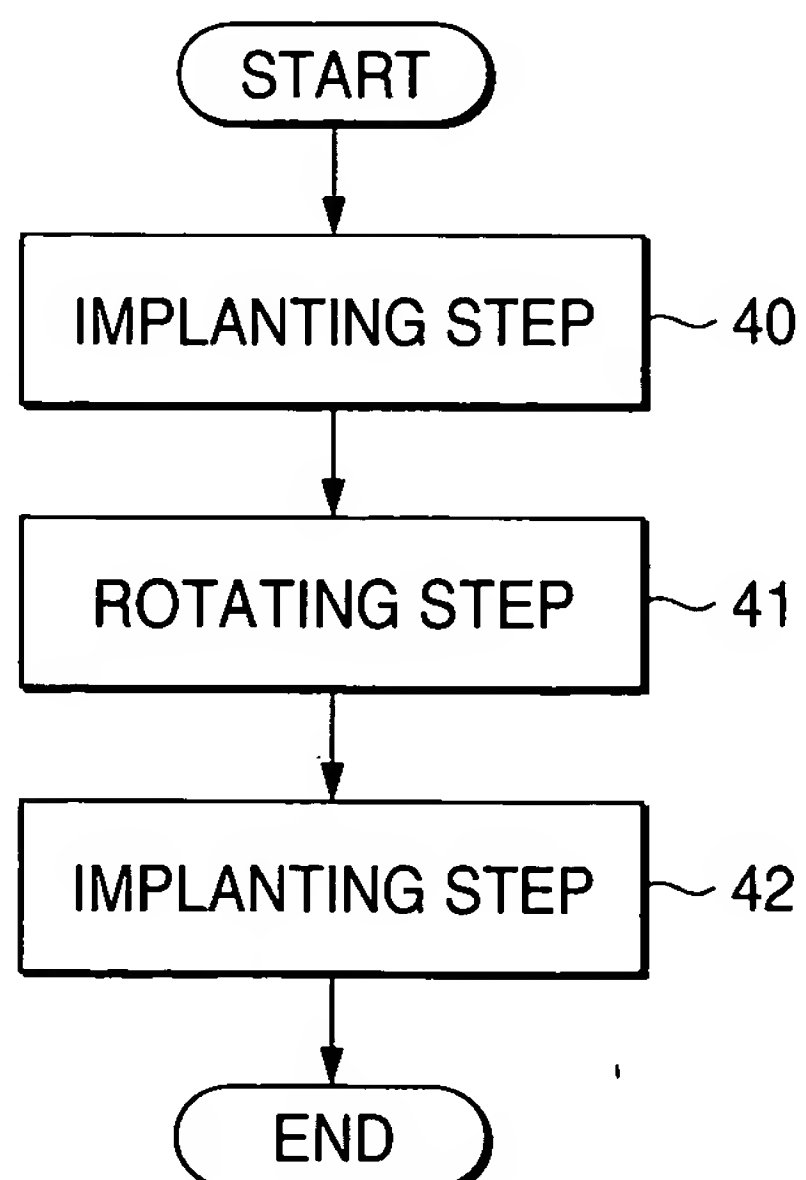 START
IMPLANTING STEP 40
ROTATING STEP 41
IMPLANTING STEP 42
END